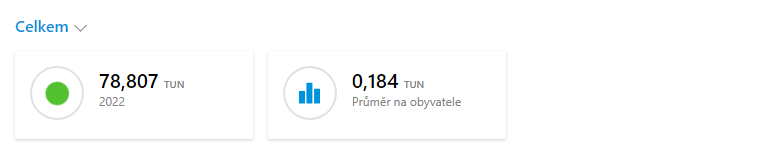 Celkem
78,807 TUN
2022
0,184 TUN
Průměr na obyvatele